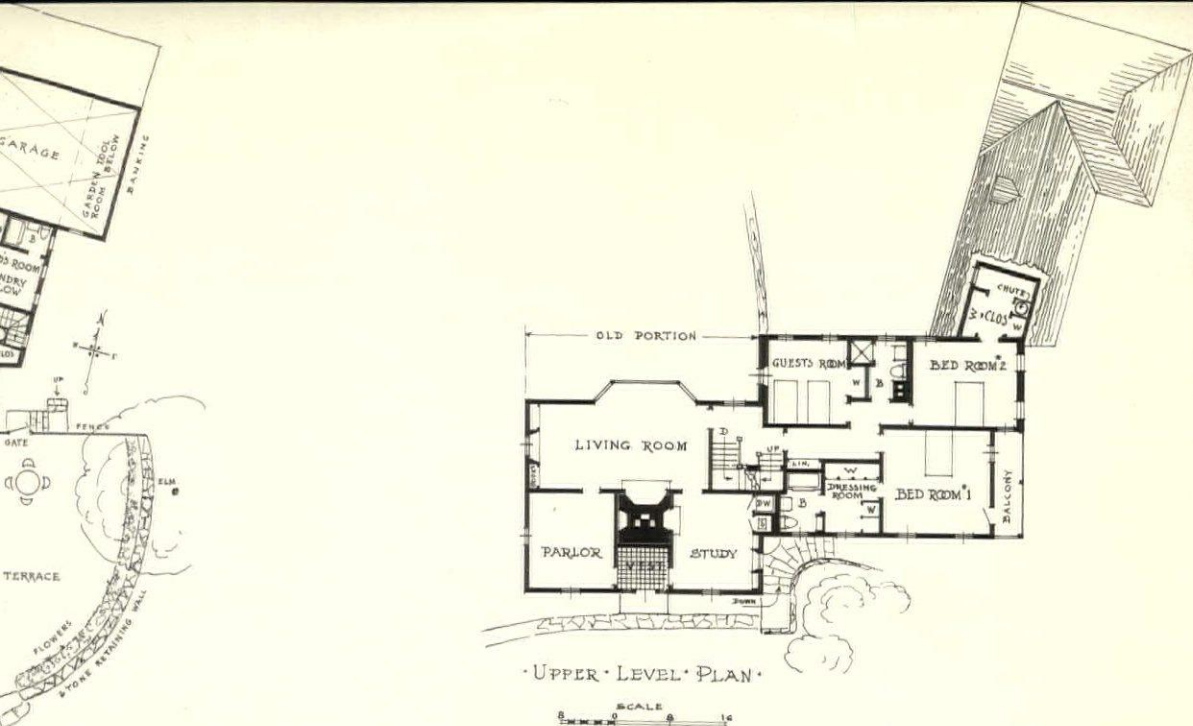 GARAGE
GARDEN TOOL
ROOM BELOW
BANKING
B
N
E
UP
GATE
FENCE
ELM
TERRACE
FLOWERS
STONE RETAINING WALL
OLD PORTION
GUESTS ROOM
W
B
BED ROOM #2
CHUTE
W
CLOS
W
LIVING ROOM
D
UP
LIN.
W
DRESSING
ROOM
W
B
BED ROOM #1
BALCONY
DW
PARLOR
VEST
STUDY
DOWN
· UPPER · LEVEL · PLAN ·
SCALE
8 0 8 16